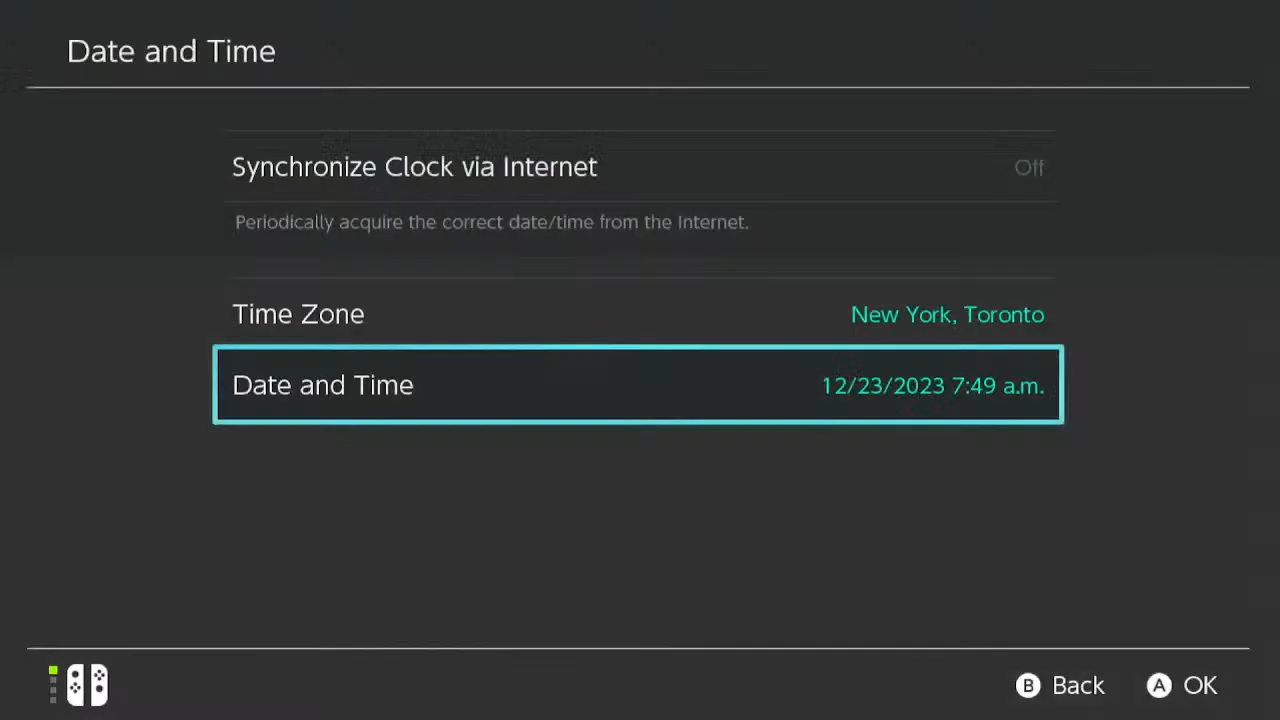 Date and Time
Synchronize Clock via Internet Off
Periodically acquire the correct date/time from the Internet.
Time Zone New York, Toronto
Date and Time 12/23/2023 7:49 a.m.
B Back A OK